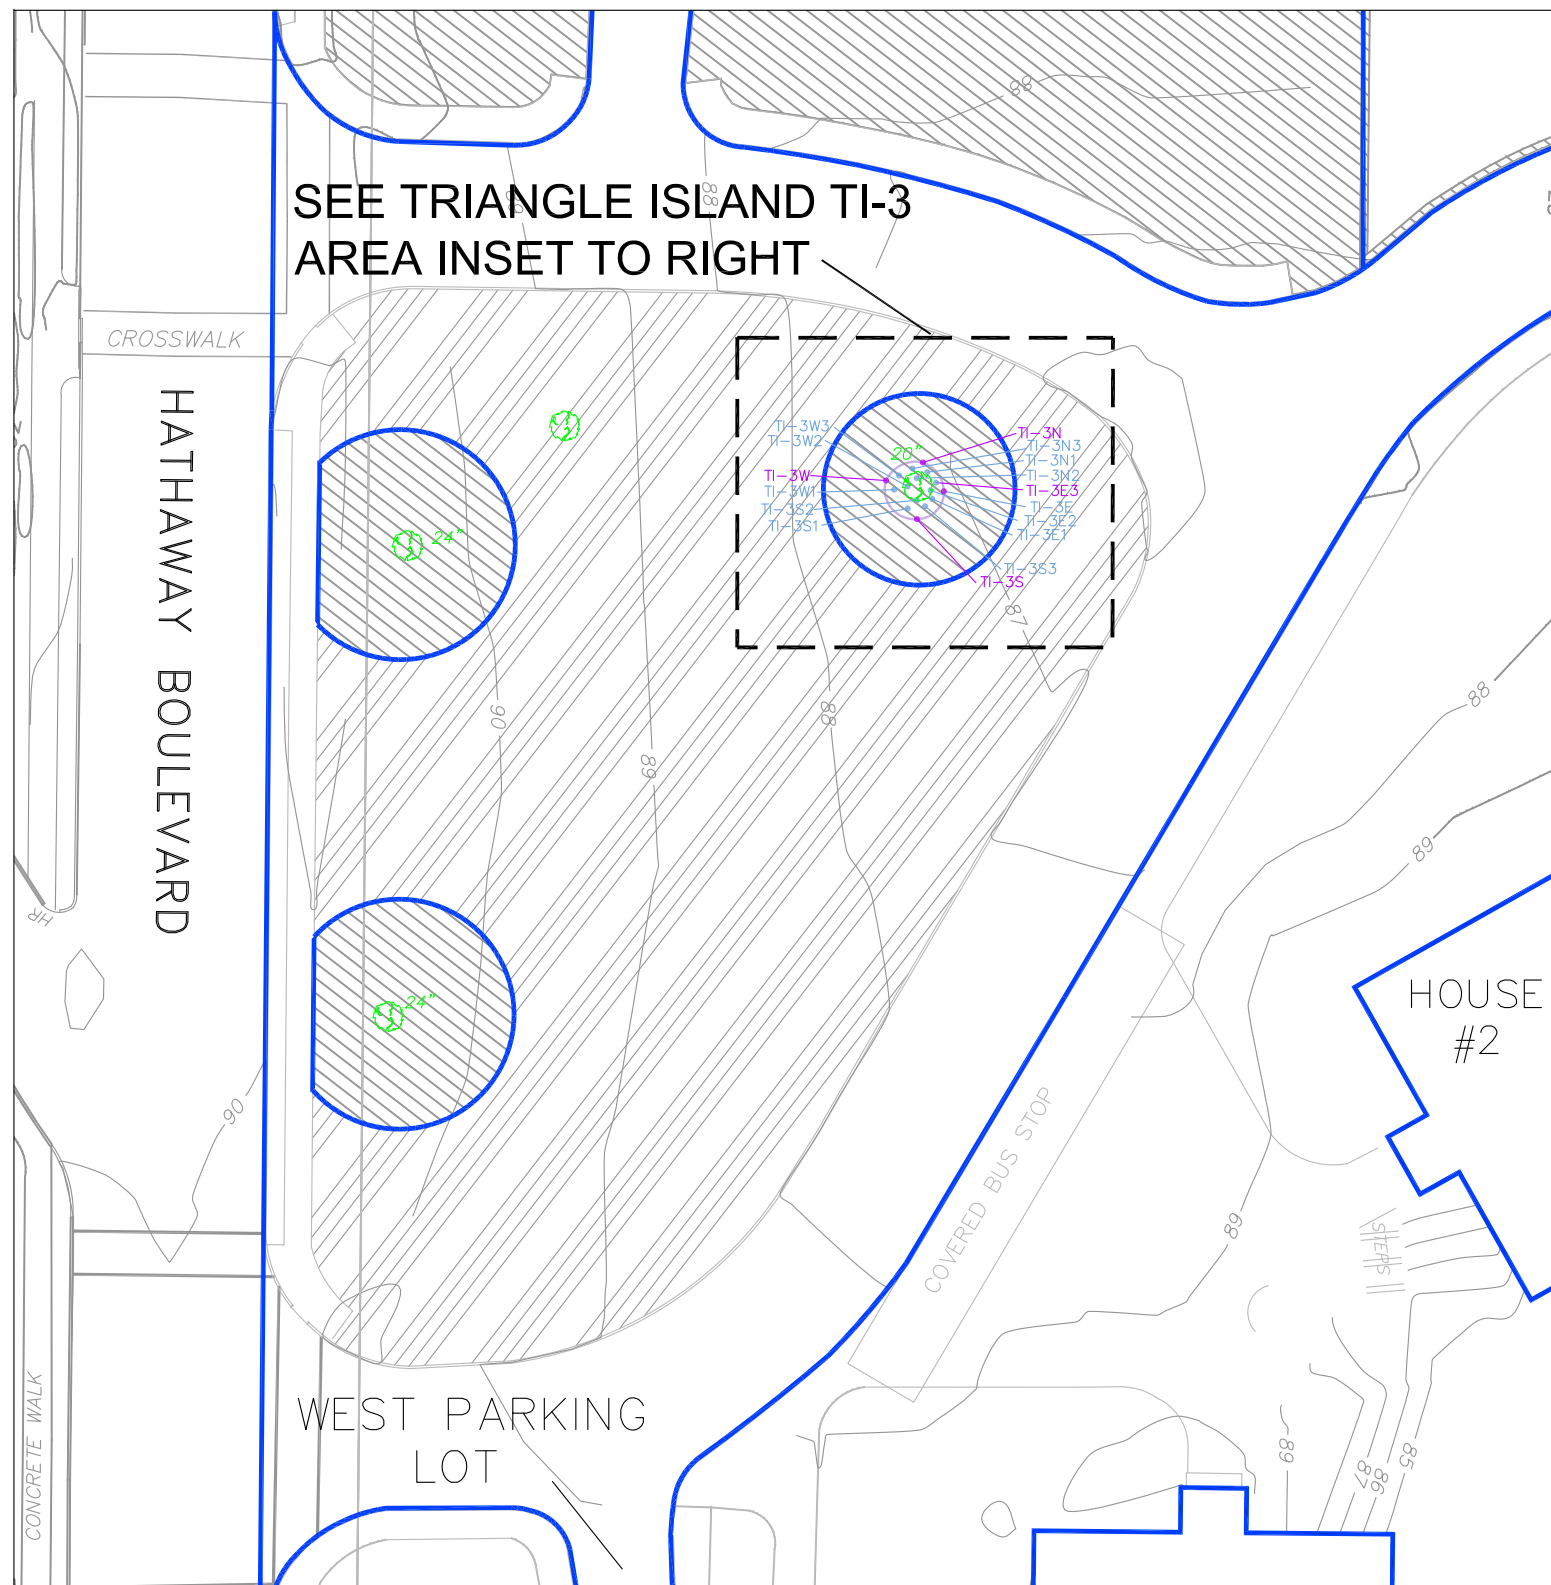 88
88
89
SEE TRIANGLE ISLAND TI-3
AREA INSET TO RIGHT
CROSSWALK
HATHAWAY BOULEVARD
TI-3W3
TI-3W2
TI-3W
TI-3W1
TI-3S2
TI-3S1
20"
TI-3N
TI-3N3
TI-3N1
TI-3N2
TI-3E3
TI-3E
TI-3E2
TI-3E1
TI-3S3
TI-3S
24"
87
88
90
88
89
89
HR
24"
HOUSE
#2
90
COVERED BUS STOP
89
STEPS
WEST PARKING
LOT
CONCRETE WALK
89
87
86
85